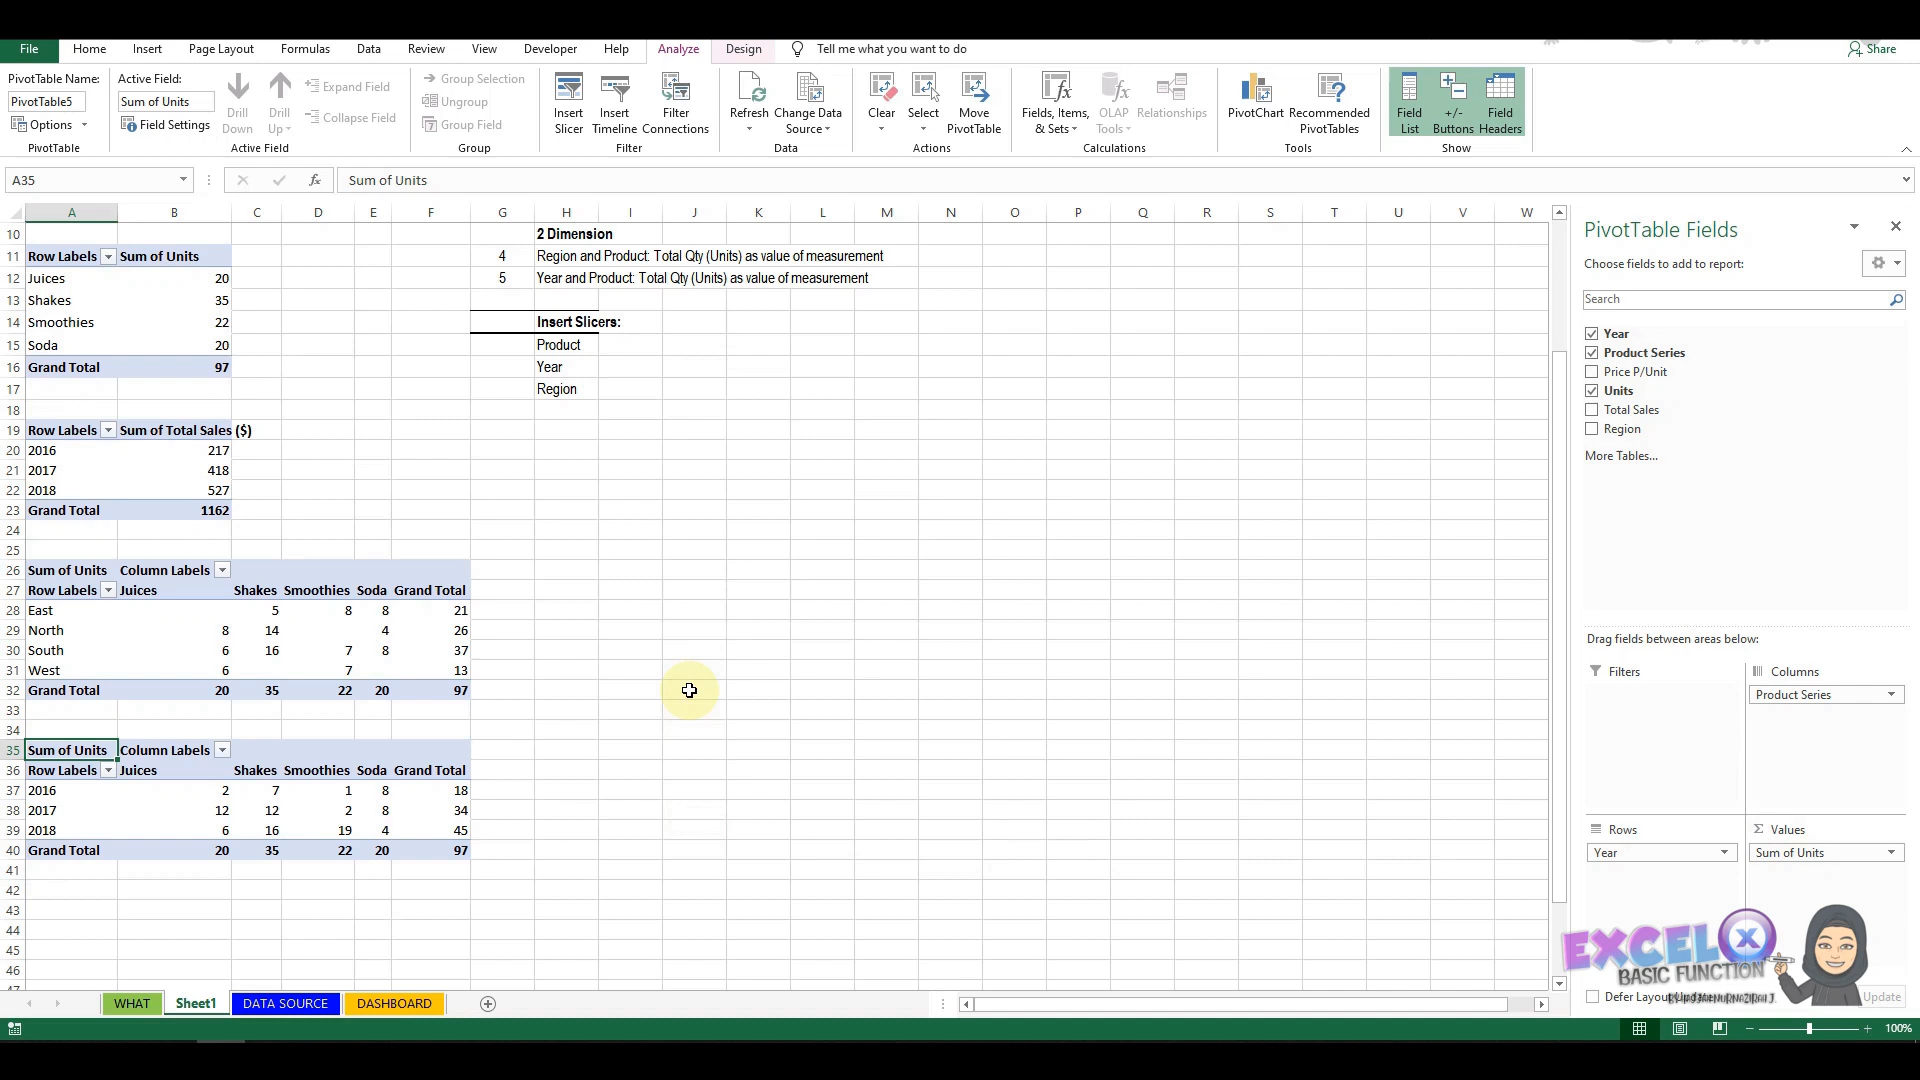 File Home Insert Page Layout Formulas Data Review View Developer Help Analyze Design Tell me what you want to do Share
PivotTable Name: Active Field:
PivotTable5 Sum of Units
Options Field Settings
Drill Down Drill Up Expand Field Collapse Field
Group Selection
Ungroup
Group Field
Insert Slicer Insert Timeline Filter Connections
Refresh Change Data Source
Clear Select Move PivotTable
Fields, Items, & Sets OLAP Tools Relationships
PivotChart Recommended PivotTables
Field List +/- Buttons Field Headers
PivotTable Active Field Group Filter Data Actions Calculations Tools Show
A35 fx Sum of Units
A B C D E F G H I J K L M N O P Q R S T U V W
10 2 Dimension
11 Row Labels Sum of Units 4 Region and Product: Total Qty (Units) as value of measurement
12 Juices 20 5 Year and Product: Total Qty (Units) as value of measurement
13 Shakes 35
14 Smoothies 22 Insert Slicers:
15 Soda 20 Product
16 Grand Total 97 Year
17 Region
18
19 Row Labels Sum of Total Sales ($)
20 2016 217
21 2017 418
22 2018 527
23 Grand Total 1162
24
25
26 Sum of Units Column Labels
27 Row Labels Juices Shakes Smoothies Soda Grand Total
28 East 5 8 8 21
29 North 8 14 4 26
30 South 6 16 7 8 37
31 West 6 7 13
32 Grand Total 20 35 22 20 97
33
34
35 Sum of Units Column Labels
36 Row Labels Juices Shakes Smoothies Soda Grand Total
37 2016 2 7 1 8 18
38 2017 12 12 2 8 34
39 2018 6 16 19 4 45
40 Grand Total 20 35 22 20 97
41
42
43
44
45
46
PivotTable Fields
Choose fields to add to report:
Search
Year
Product Series
Price P/Unit
Units
Total Sales
Region
More Tables...
Drag fields between areas below:
Filters Columns
Product Series
Rows Values
Year Sum of Units
EXCEL X
BASIC FUNCTION
Defer Layout Update Update
WHAT Sheet1 DATA SOURCE DASHBOARD
100%